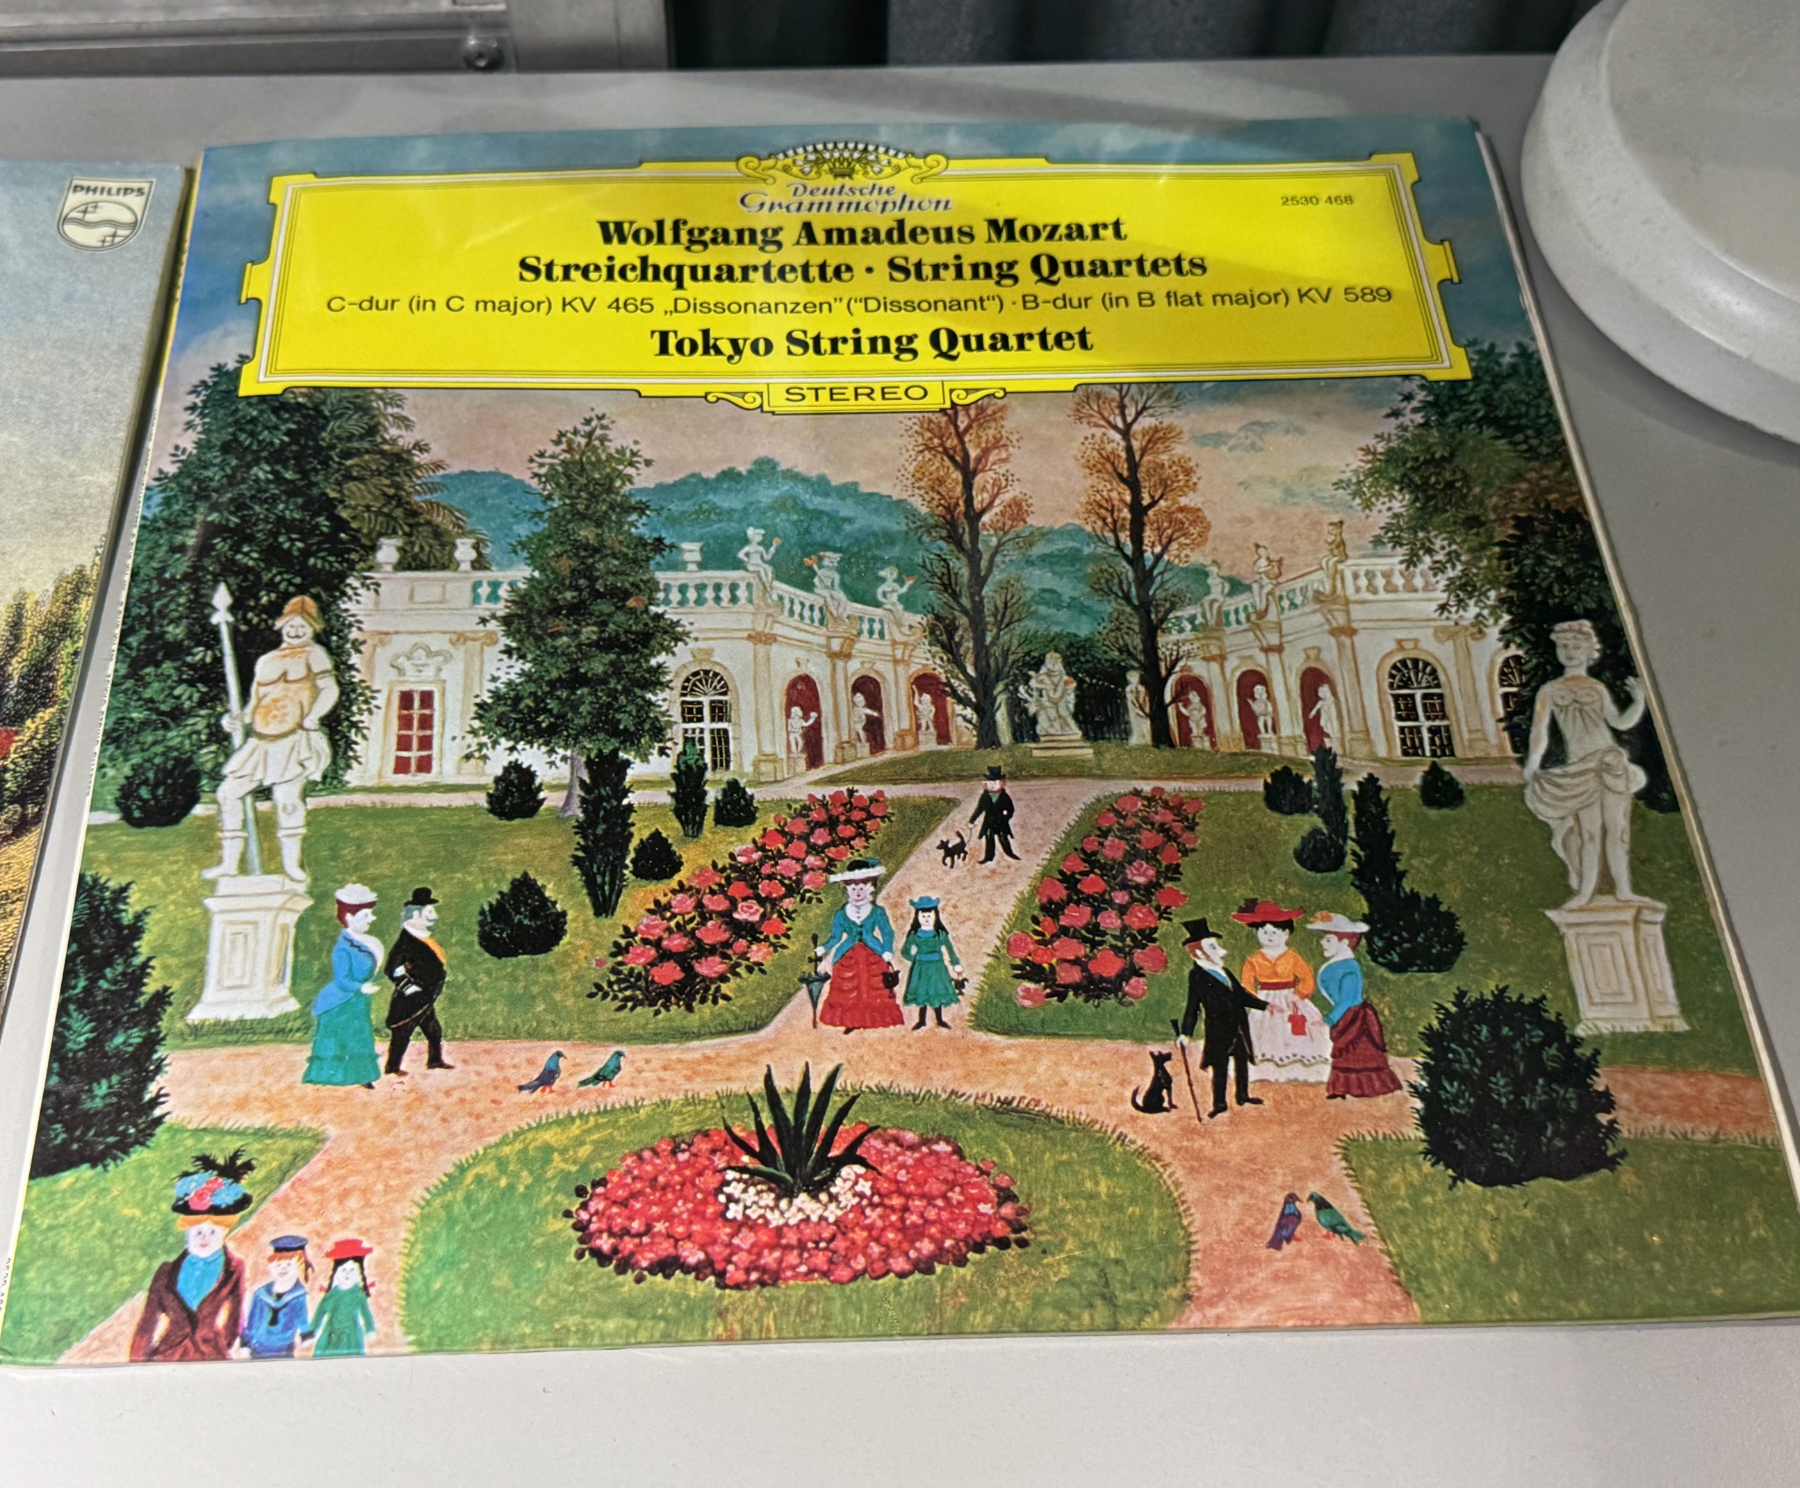 PHILIPS
Deutsche
Grammophon
2530 468
Wolfgang Amadeus Mozart
Streichquartette · String Quartets
C-dur (in C major) KV 465 „Dissonanzen” (“Dissonant“) · B-dur (in B flat major) KV 589
Tokyo String Quartet
STEREO